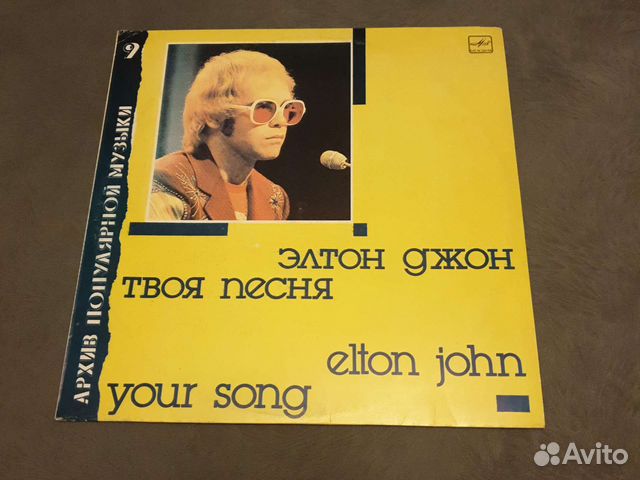 9
АРХИВ ПОПУЛЯРНОЙ МУЗЫКИ
ЭЛТОН ДЖОН
ТВОЯ ПЕСНЯ
elton john
your song
Avito